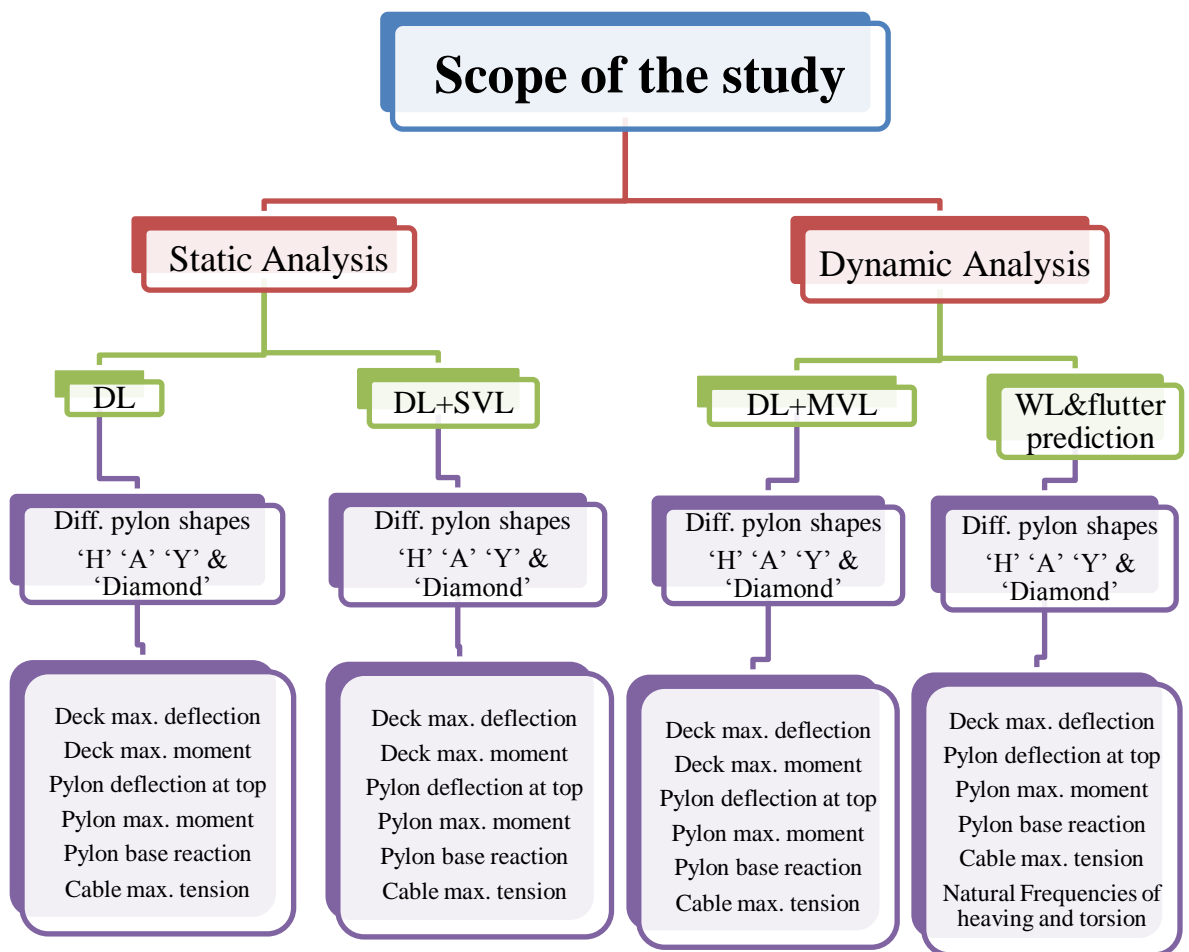 Scope of the study
Static Analysis
Dynamic Analysis
DL
DL+SVL
DL+MVL
WL&flutter
prediction
Diff. pylon shapes
‘H’ ‘A’ ‘Y’ &
‘Diamond’
Diff. pylon shapes
‘H’ ‘A’ ‘Y’ &
‘Diamond’
Diff. pylon shapes
‘H’ ‘A’ ‘Y’ &
‘Diamond’
Diff. pylon shapes
‘H’ ‘A’ ‘Y’ &
‘Diamond’
Deck max. deflection
Deck max. moment
Pylon deflection at top
Pylon max. moment
Pylon base reaction
Cable max. tension
Deck max. deflection
Deck max. moment
Pylon deflection at top
Pylon max. moment
Pylon base reaction
Cable max. tension
Deck max. deflection
Deck max. moment
Pylon deflection at top
Pylon max. moment
Pylon base reaction
Cable max. tension
Deck max. deflection
Pylon deflection at top
Pylon max. moment
Pylon base reaction
Cable max. tension
Natural Frequencies of
heaving and torsion